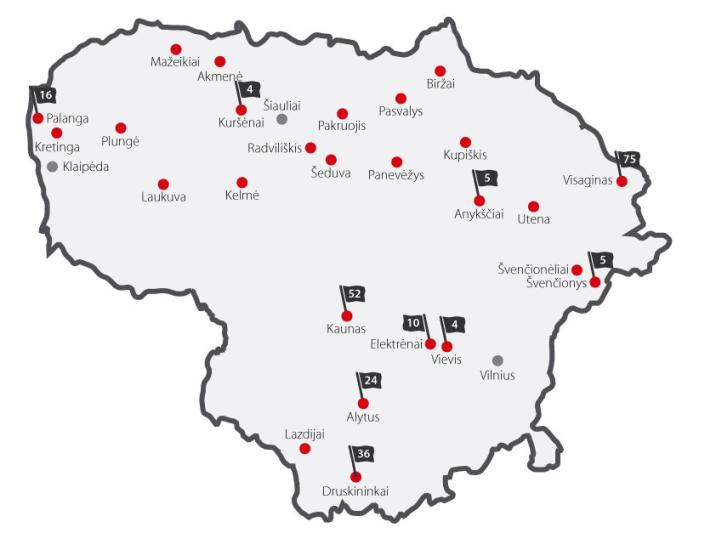 Mažeikiai
Akmenė
Biržai
16
4
Šiauliai
Pasvalys
Palanga
Kuršėnai
Pakruojis
Kretinga
Plungė
Radviliškis
Kupiškis
75
Klaipėda
Šeduva
Panevėžys
5
Visaginas
Laukuva
Kelmė
Anykščiai
Utena
5
Švenčionėliai
Švenčionys
52
Kaunas
10
4
Elektrėnai
Vievis
Vilnius
24
Alytus
Lazdijai
36
Druskininkai